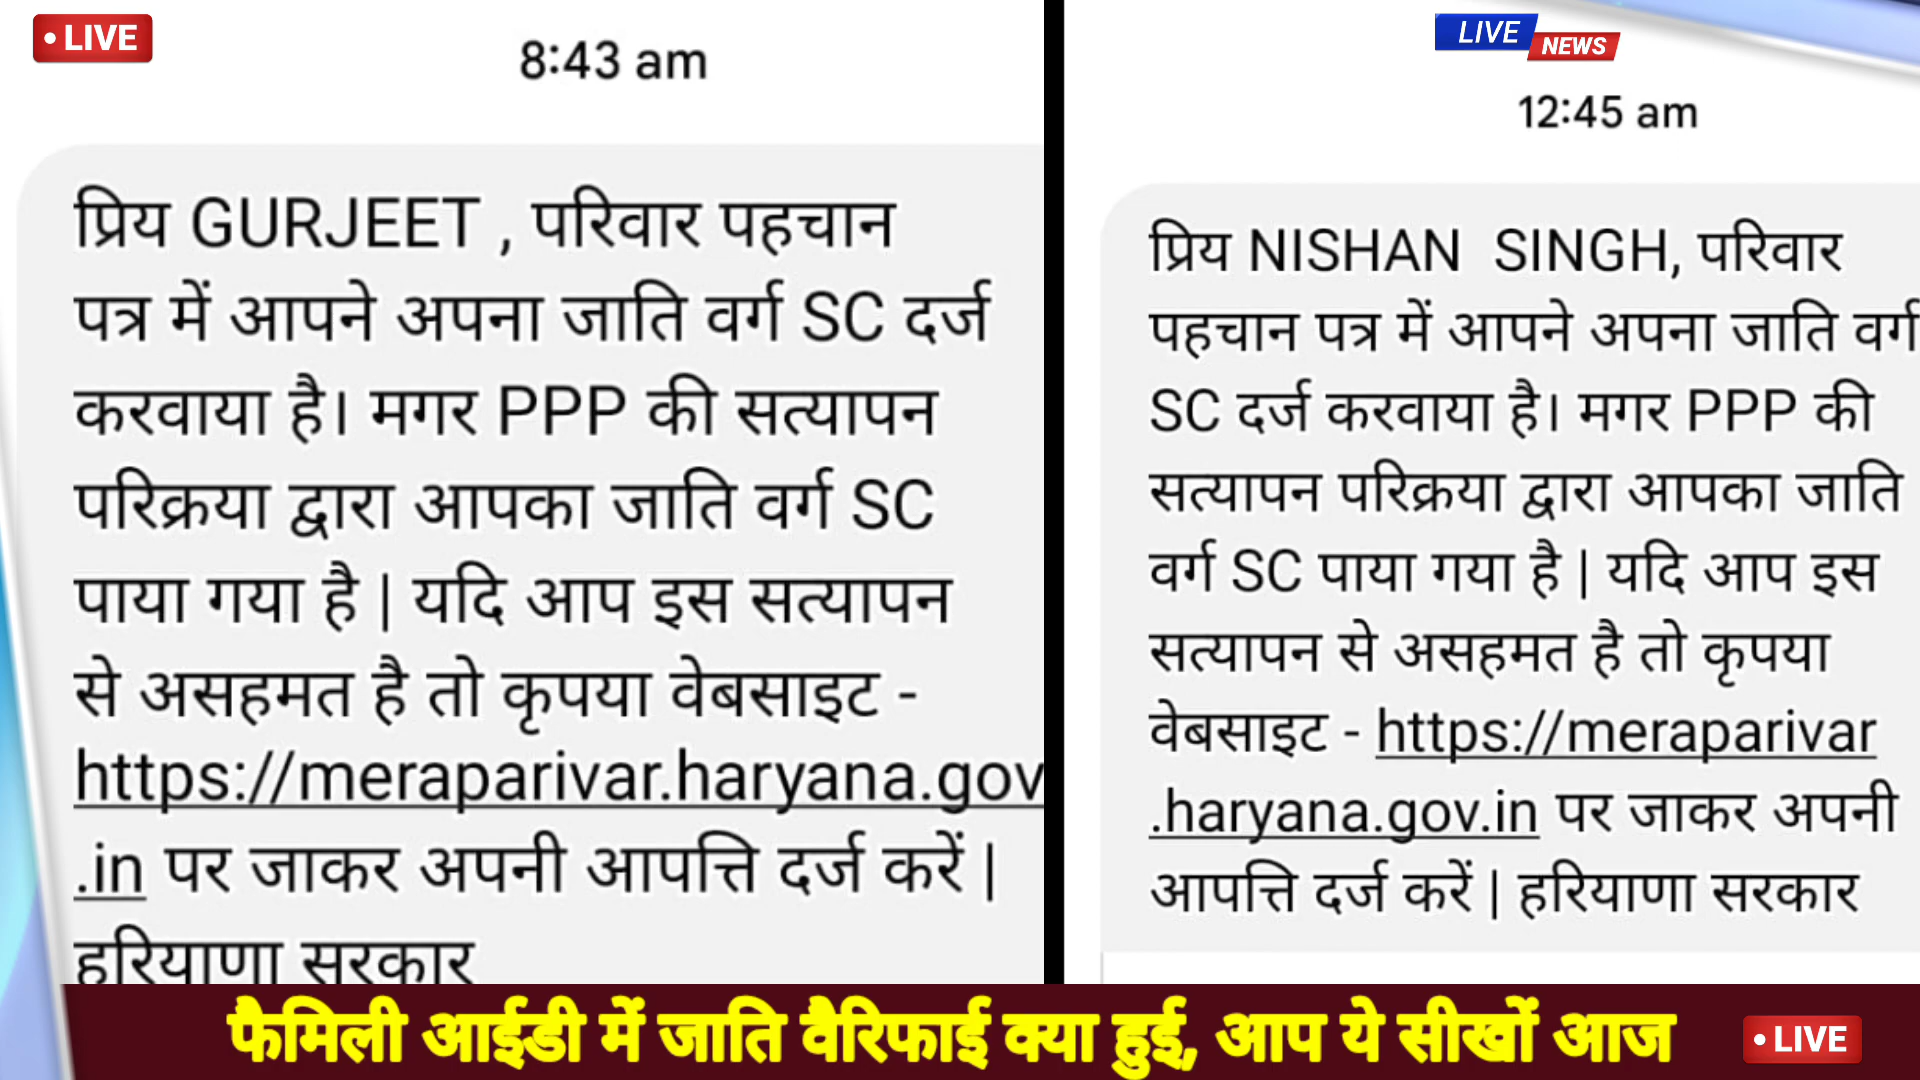 LIVE
8:43 am
प्रिय GURJEET , परिवार पहचान
पत्र में आपने अपना जाति वर्ग SC दर्ज
करवाया है। मगर PPP की सत्यापन
परिक्रया द्वारा आपका जाति वर्ग SC
पाया गया है | यदि आप इस सत्यापन
से असहमत है तो कृपया वेबसाइट -
https://meraparivar.haryana.gov
.in पर जाकर अपनी आपत्ति दर्ज करें |
हरियाणा सरकार
LIVE NEWS
12:45 am
प्रिय NISHAN  SINGH, परिवार
पहचान पत्र में आपने अपना जाति वर्ग
SC दर्ज करवाया है। मगर PPP की
सत्यापन परिक्रया द्वारा आपका जाति
वर्ग SC पाया गया है | यदि आप इस
सत्यापन से असहमत है तो कृपया
वेबसाइट - https://meraparivar
.haryana.gov.in पर जाकर अपनी
आपत्ति दर्ज करें | हरियाणा सरकार
फैमिली आईडी में जाति वैरिफाई क्या हुई, आप ये सीखों आज
LIVE